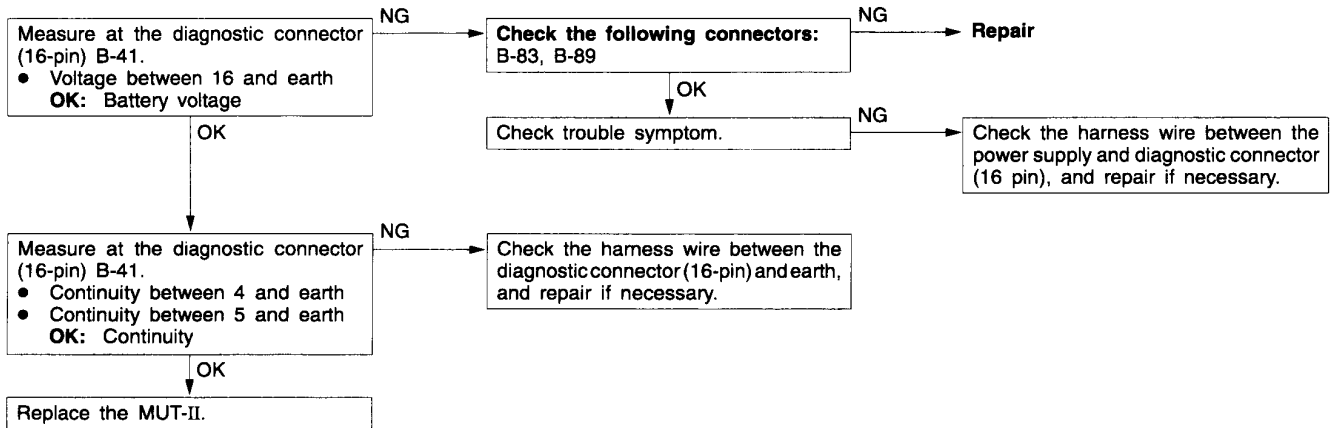 Measure at the diagnostic connector
(16-pin) B-41.
● Voltage between 16 and earth
OK: Battery voltage
NG
Check the following connectors:
B-83, B-89
NG
Repair
OK
OK
Check trouble symptom.
NG
Check the harness wire between the
power supply and diagnostic connector
(16 pin), and repair if necessary.
Measure at the diagnostic connector
(16-pin) B-41.
● Continuity between 4 and earth
● Continuity between 5 and earth
OK: Continuity
NG
Check the harness wire between the
diagnostic connector (16-pin) and earth,
and repair if necessary.
OK
Replace the MUT-II.